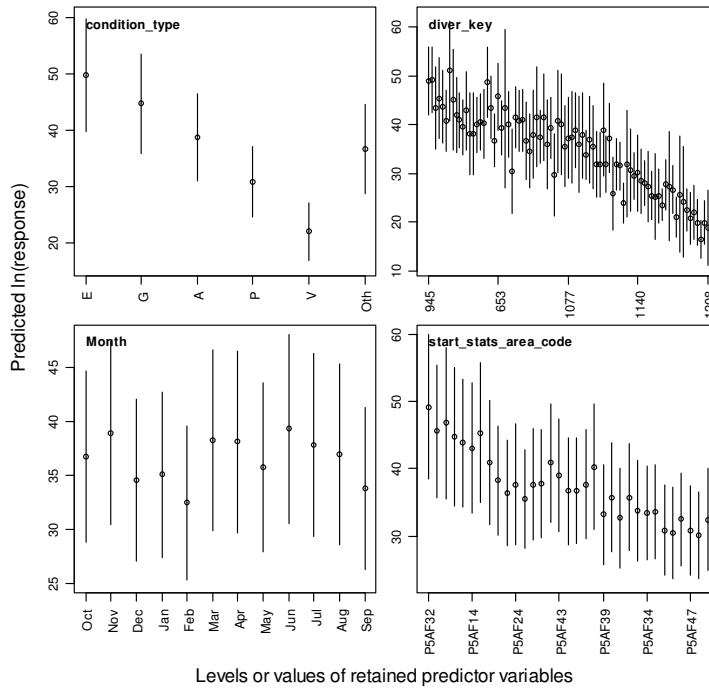 condition_type
diver_key
60
50
40
30
20
E
G
A
P
V
Oth
60
50
40
30
20
10
945
653
1077
1140
Predicted ln(response)
Month
start_stats_area_code
45
40
35
30
25
Oct
Nov
Dec
Jan
Feb
Mar
Apr
May
Jun
Jul
Aug
Sep
60
50
40
30
P5AF32
P5AF14
P5AF24
P5AF43
P5AF39
P5AF34
P5AF47
Levels or values of retained predictor variables